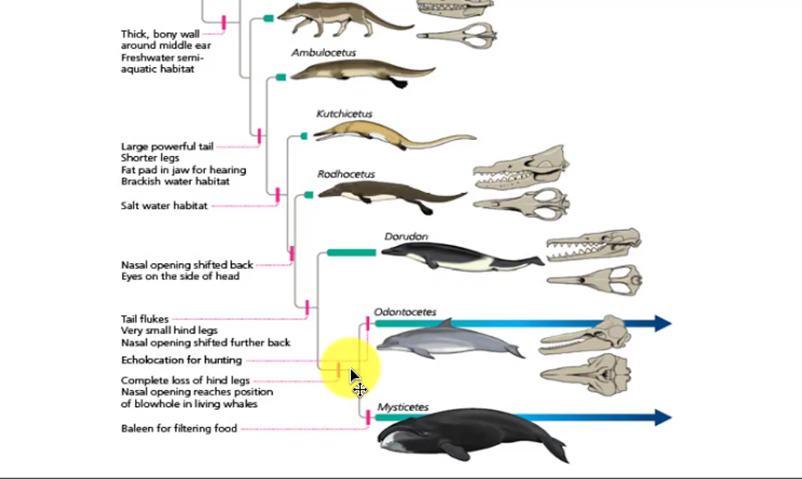 Thick, bony wall
around middle ear
Freshwater semi-
aquatic habitat
Ambulocetus
Kutchicetus
Large powerful tail
Shorter legs
Fat pad in jaw for hearing
Brackish water habitat
Rodhocetus
Salt water habitat
Dorudon
Nasal opening shifted back
Eyes on the side of head
Odontocetes
Tail flukes
Very small hind legs
Nasal opening shifted further back
Echolocation for hunting
Complete loss of hind legs
Nasal opening reaches position
of blowhole in living whales
Mysticetes
Baleen for filtering food